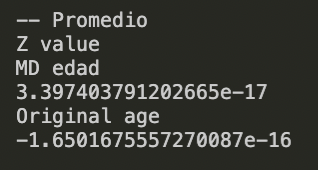 -- Promedio
Z value
MD edad
3.397403791202665e-17
Original age
-1.6501675557270087e-16